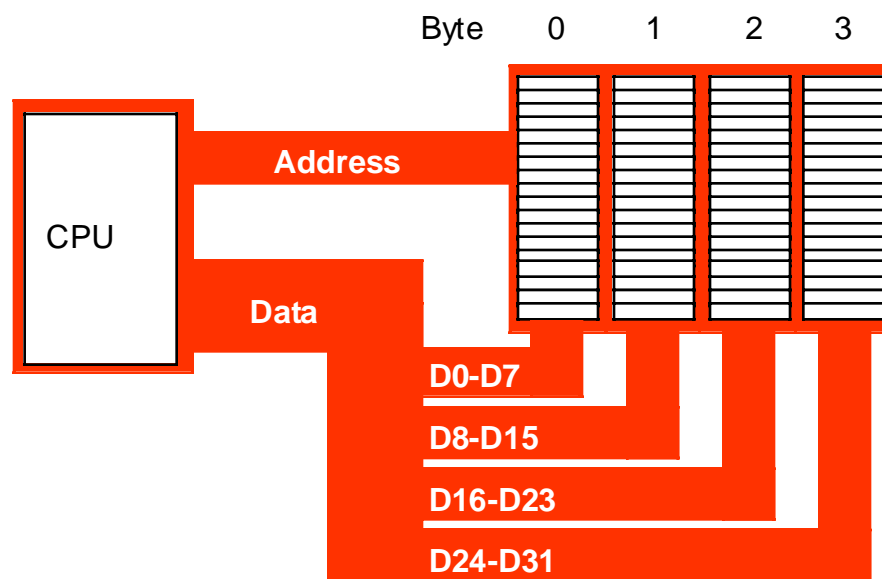 Byte 0 1 2 3
Address
CPU
Data
D0-D7
D8-D15
D16-D23
D24-D31